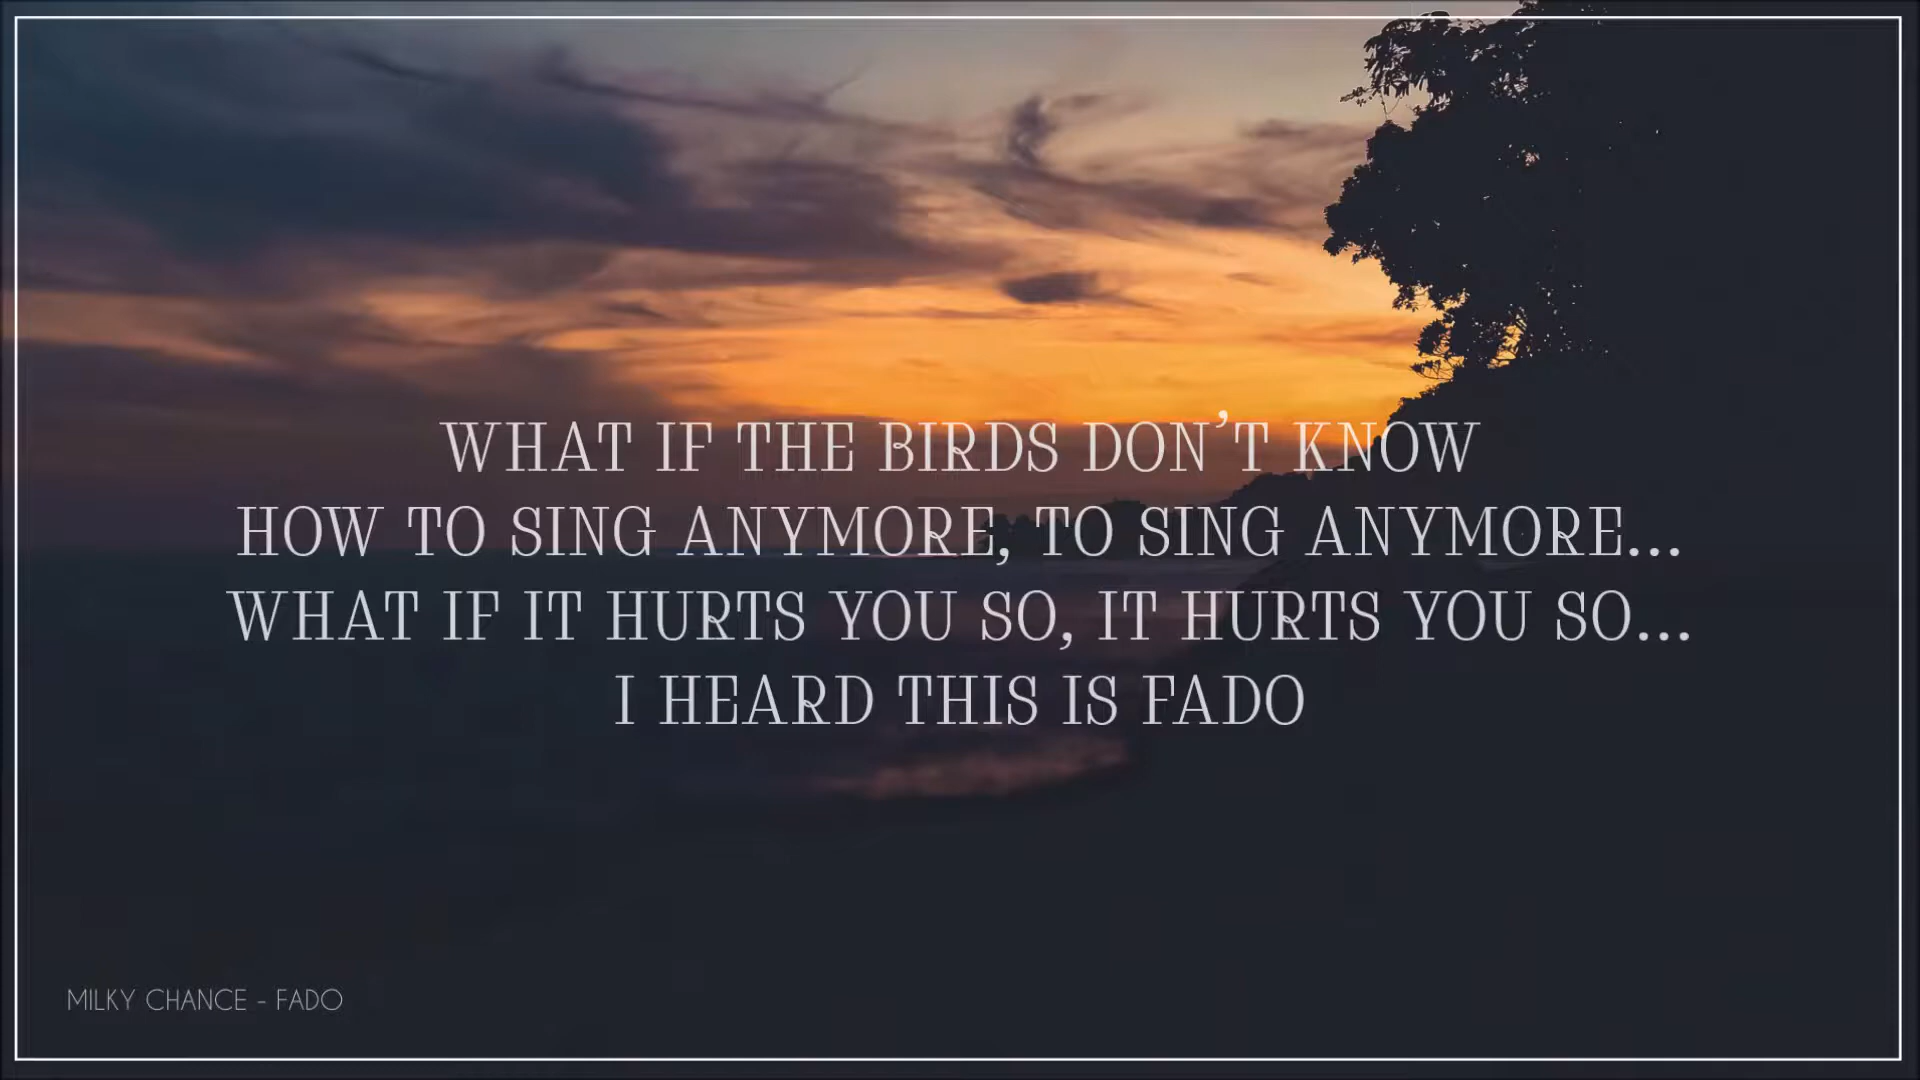 WHAT IF THE BIRDS DON'T KNOW
HOW TO SING ANYMORE, TO SING ANYMORE...
WHAT IF IT HURTS YOU SO, IT HURTS YOU SO...
I HEARD THIS IS FADO
MILKY CHANCE - FADO